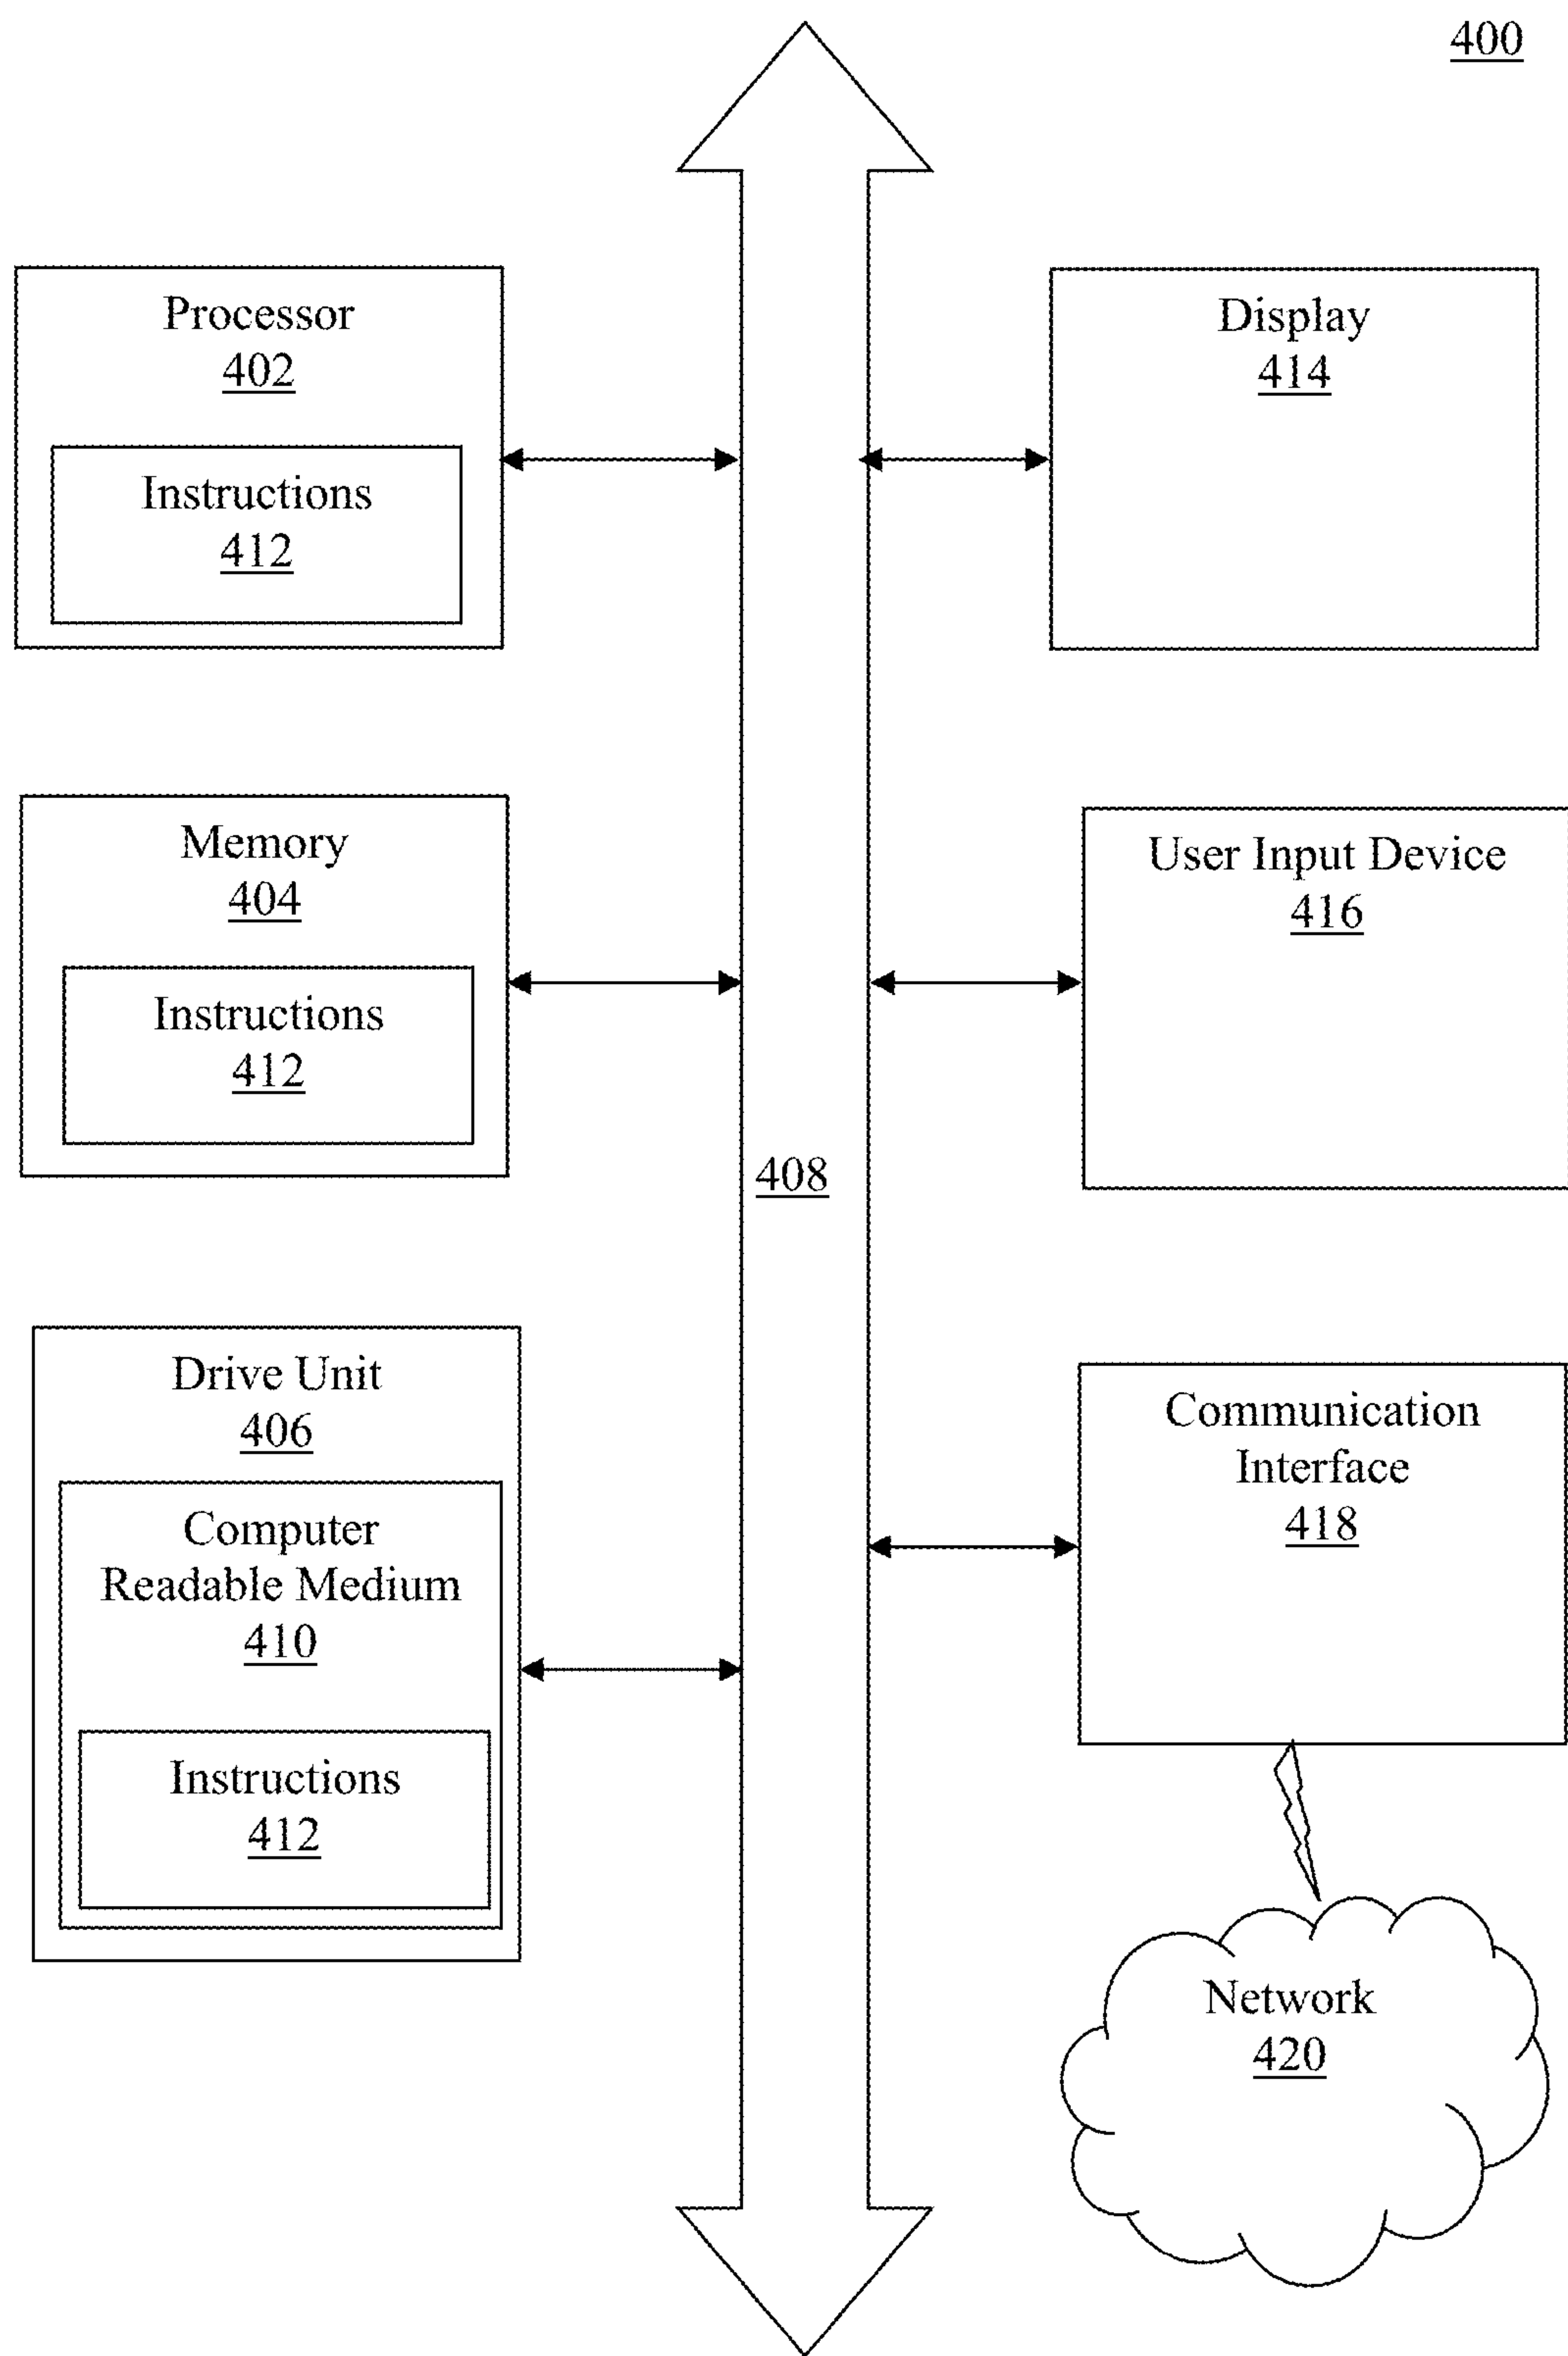 400
Processor
402
Instructions
412
Memory
404
Instructions
412
Drive Unit
406
Computer
Readable Medium
410
Instructions
412
408
Display
414
User Input Device
416
Communication
Interface
418
Network
420